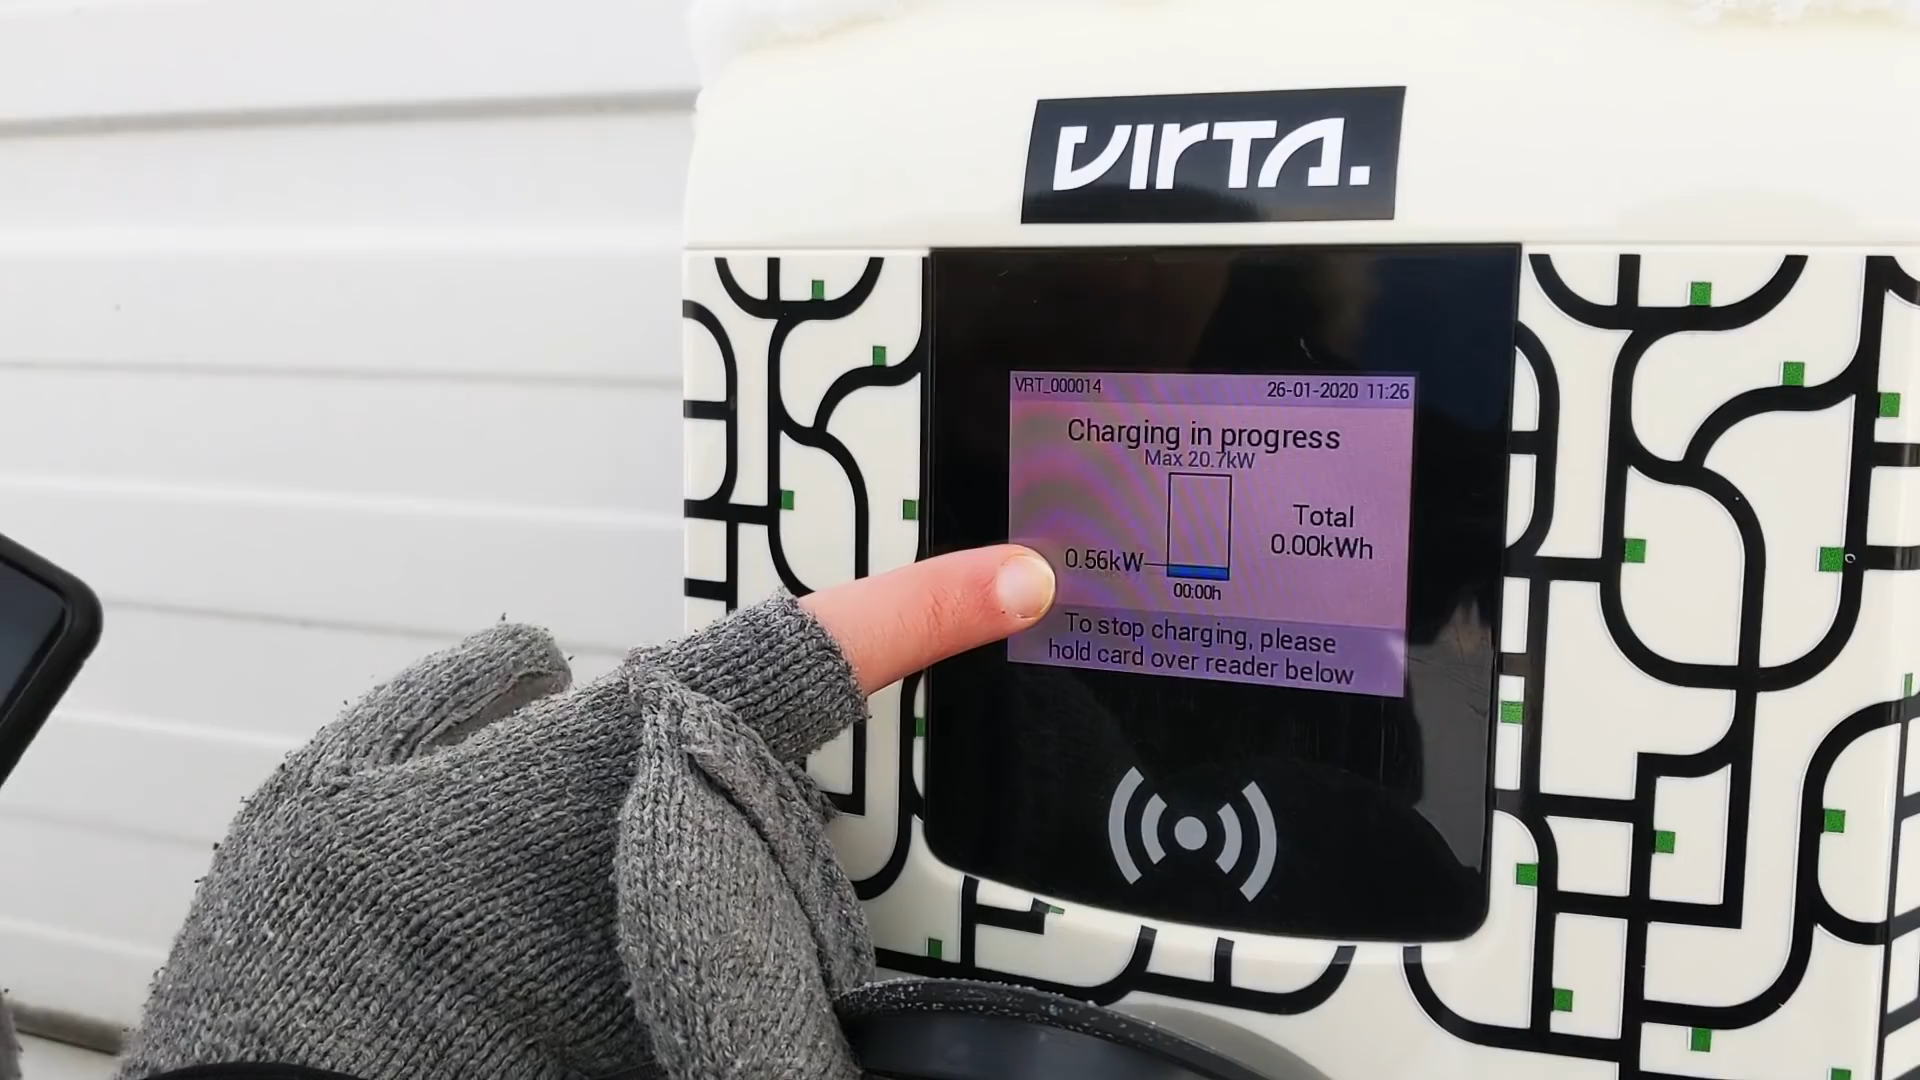 VIRTA.
VRT_000014 26-01-2020 11:26
Charging in progress
Max 20.7kW
Total
0.00kWh
0.56kW
00:00h
To stop charging, please
hold card over reader below